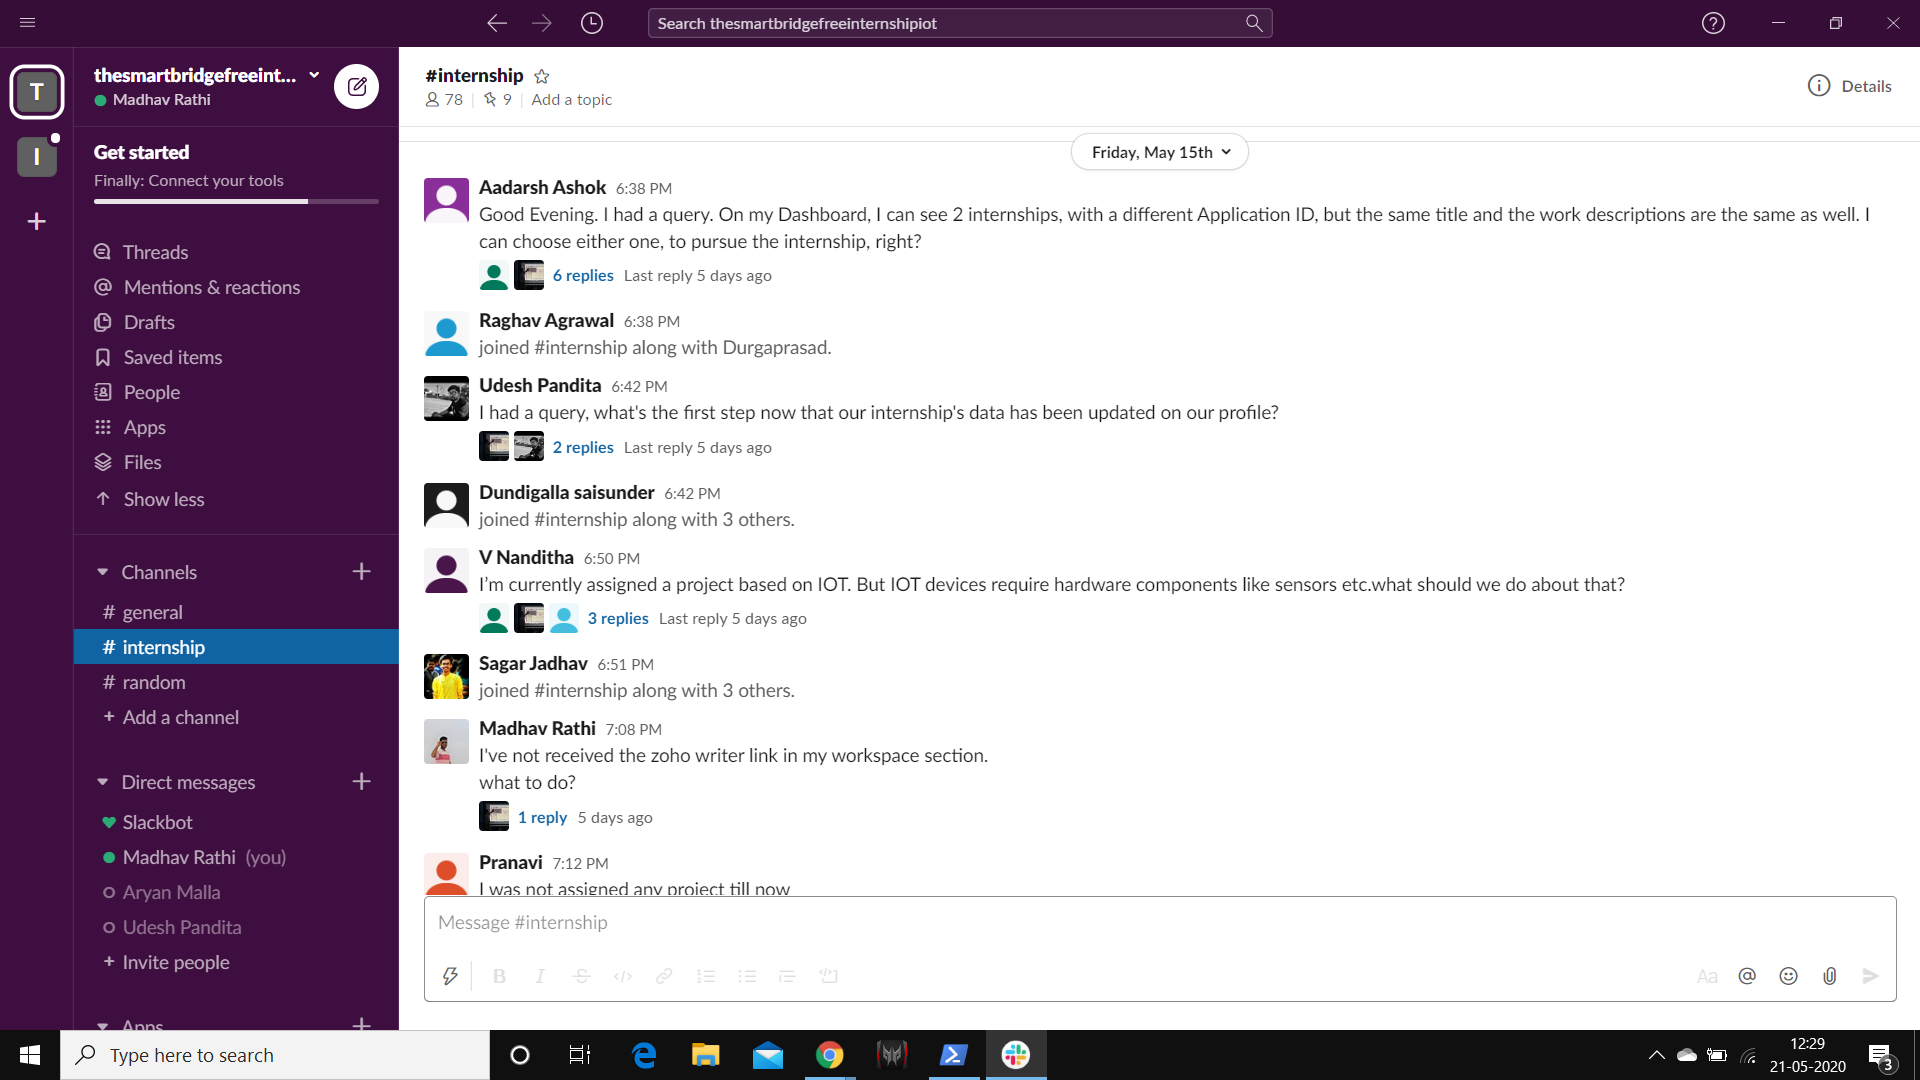 Search thesmartbridgefreeinternshipiot
T
I
thesmartbridgefreeint...
Madhav Rathi
Get started
Finally: Connect your tools
Threads
Mentions & reactions
Drafts
Saved items
People
Apps
Files
Show less
Channels
# general
# internship
# random
+ Add a channel
Direct messages
Slackbot
Madhav Rathi (you)
Aryan Malla
Udesh Pandita
+ Invite people
Apps
#internship
78 | 9 | Add a topic
Details
Friday, May 15th
Aadarsh Ashok 6:38 PM
Good Evening. I had a query. On my Dashboard, I can see 2 internships, with a different Application ID, but the same title and the work descriptions are the same as well. I
can choose either one, to pursue the internship, right?
6 replies Last reply 5 days ago
Raghav Agrawal 6:38 PM
joined #internship along with Durgaprasad.
Udesh Pandita 6:42 PM
I had a query, what's the first step now that our internship's data has been updated on our profile?
2 replies Last reply 5 days ago
Dundigalla saisunder 6:42 PM
joined #internship along with 3 others.
V Nanditha 6:50 PM
I’m currently assigned a project based on IOT. But IOT devices require hardware components like sensors etc.what should we do about that?
3 replies Last reply 5 days ago
Sagar Jadhav 6:51 PM
joined #internship along with 3 others.
Madhav Rathi 7:08 PM
I've not received the zoho writer link in my workspace section.
what to do?
1 reply 5 days ago
Pranavi 7:12 PM
I was not assigned any project till now
Message #internship
B I S Aa @
Type here to search
12:29
21-05-2020
3